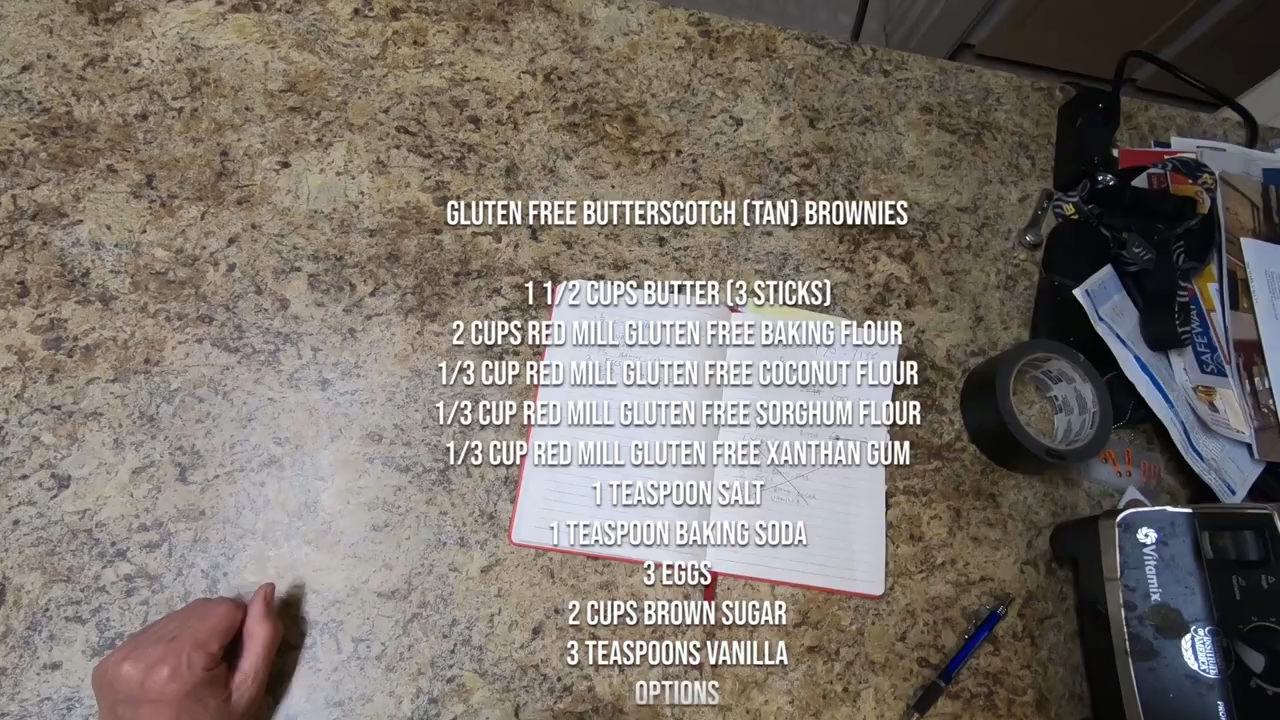 GLUTEN FREE BUTTERSCOTCH (TAN) BROWNIES
1 1/2 CUPS BUTTER (3 STICKS)
2 CUPS RED MILL GLUTEN FREE BAKING FLOUR
1/3 CUP RED MILL GLUTEN FREE COCONUT FLOUR
1/3 CUP RED MILL GLUTEN FREE SORGHUM FLOUR
1/3 CUP RED MILL GLUTEN FREE XANTHAN GUM
1 TEASPOON SALT
1 TEASPOON BAKING SODA
3 EGGS
2 CUPS BROWN SUGAR
3 TEASPOONS VANILLA
OPTIONS
SAFEWAY
Vitamix